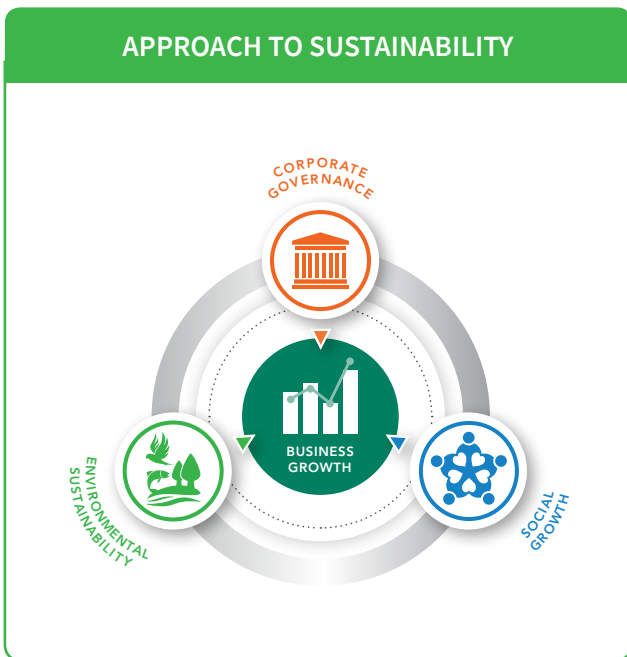 APPROACH TO SUSTAINABILITY
CORPORATE
GOVERNANCE
BUSINESS
GROWTH
ENVIRONMENTAL
SUSTAINABILITY
SOCIAL
GROWTH